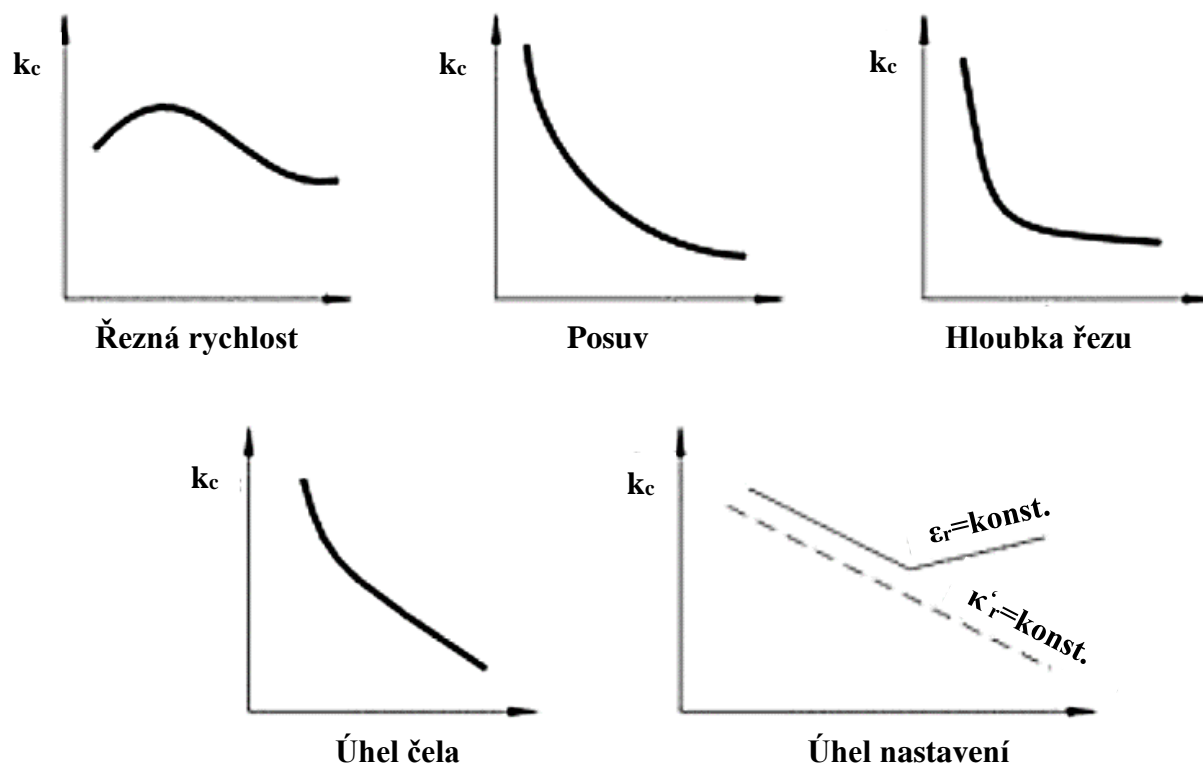 kc
kc
kc
Řezná rychlost
Posuv
Hloubka řezu
kc
kc
εr=konst.
κ‘r=konst.
Úhel čela
Úhel nastavení